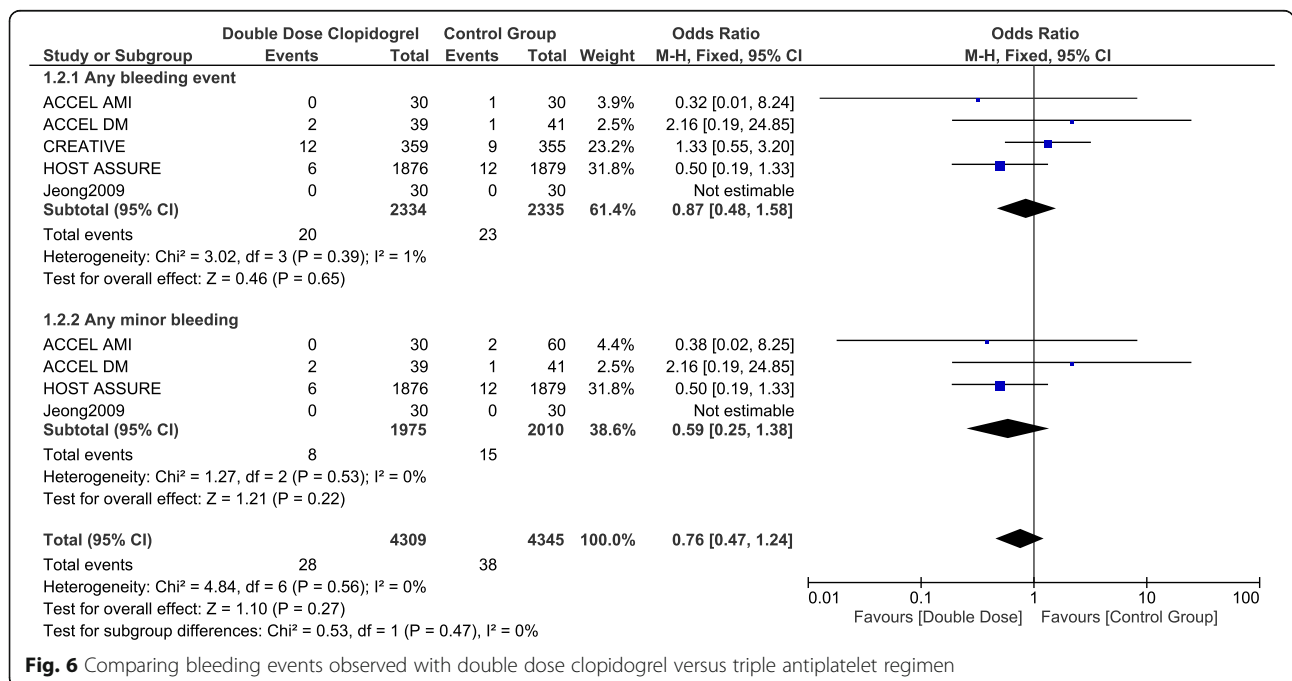 Double Dose Clopidogrel Control Group Odds Ratio Odds Ratio
Study or Subgroup Events Total Events Total Weight M-H, Fixed, 95% CI M-H, Fixed, 95% CI
1.2.1 Any bleeding event
ACCEL AMI 0 30 1 30 3.9% 0.32 [0.01, 8.24]
ACCEL DM 2 39 1 41 2.5% 2.16 [0.19, 24.85]
CREATIVE 12 359 9 355 23.2% 1.33 [0.55, 3.20]
HOST ASSURE 6 1876 12 1879 31.8% 0.50 [0.19, 1.33]
Jeong2009 0 30 0 30 Not estimable
Subtotal (95% CI) 2334 2335 61.4% 0.87 [0.48, 1.58]
Total events 20 23
Heterogeneity: Chi² = 3.02, df = 3 (P = 0.39); I² = 1%
Test for overall effect: Z = 0.46 (P = 0.65)
1.2.2 Any minor bleeding
ACCEL AMI 0 30 2 60 4.4% 0.38 [0.02, 8.25]
ACCEL DM 2 39 1 41 2.5% 2.16 [0.19, 24.85]
HOST ASSURE 6 1876 12 1879 31.8% 0.50 [0.19, 1.33]
Jeong2009 0 30 0 30 Not estimable
Subtotal (95% CI) 1975 2010 38.6% 0.59 [0.25, 1.38]
Total events 8 15
Heterogeneity: Chi² = 1.27, df = 2 (P = 0.53); I² = 0%
Test for overall effect: Z = 1.21 (P = 0.22)
Total (95% CI) 4309 4345 100.0% 0.76 [0.47, 1.24]
Total events 28 38
Heterogeneity: Chi² = 4.84, df = 6 (P = 0.56); I² = 0%
Test for overall effect: Z = 1.10 (P = 0.27)
Test for subgroup differences: Chi² = 0.53, df = 1 (P = 0.47), I² = 0%
0.01 0.1 1 10 100
Favours [Double Dose] Favours [Control Group]
Fig. 6 Comparing bleeding events observed with double dose clopidogrel versus triple antiplatelet regimen